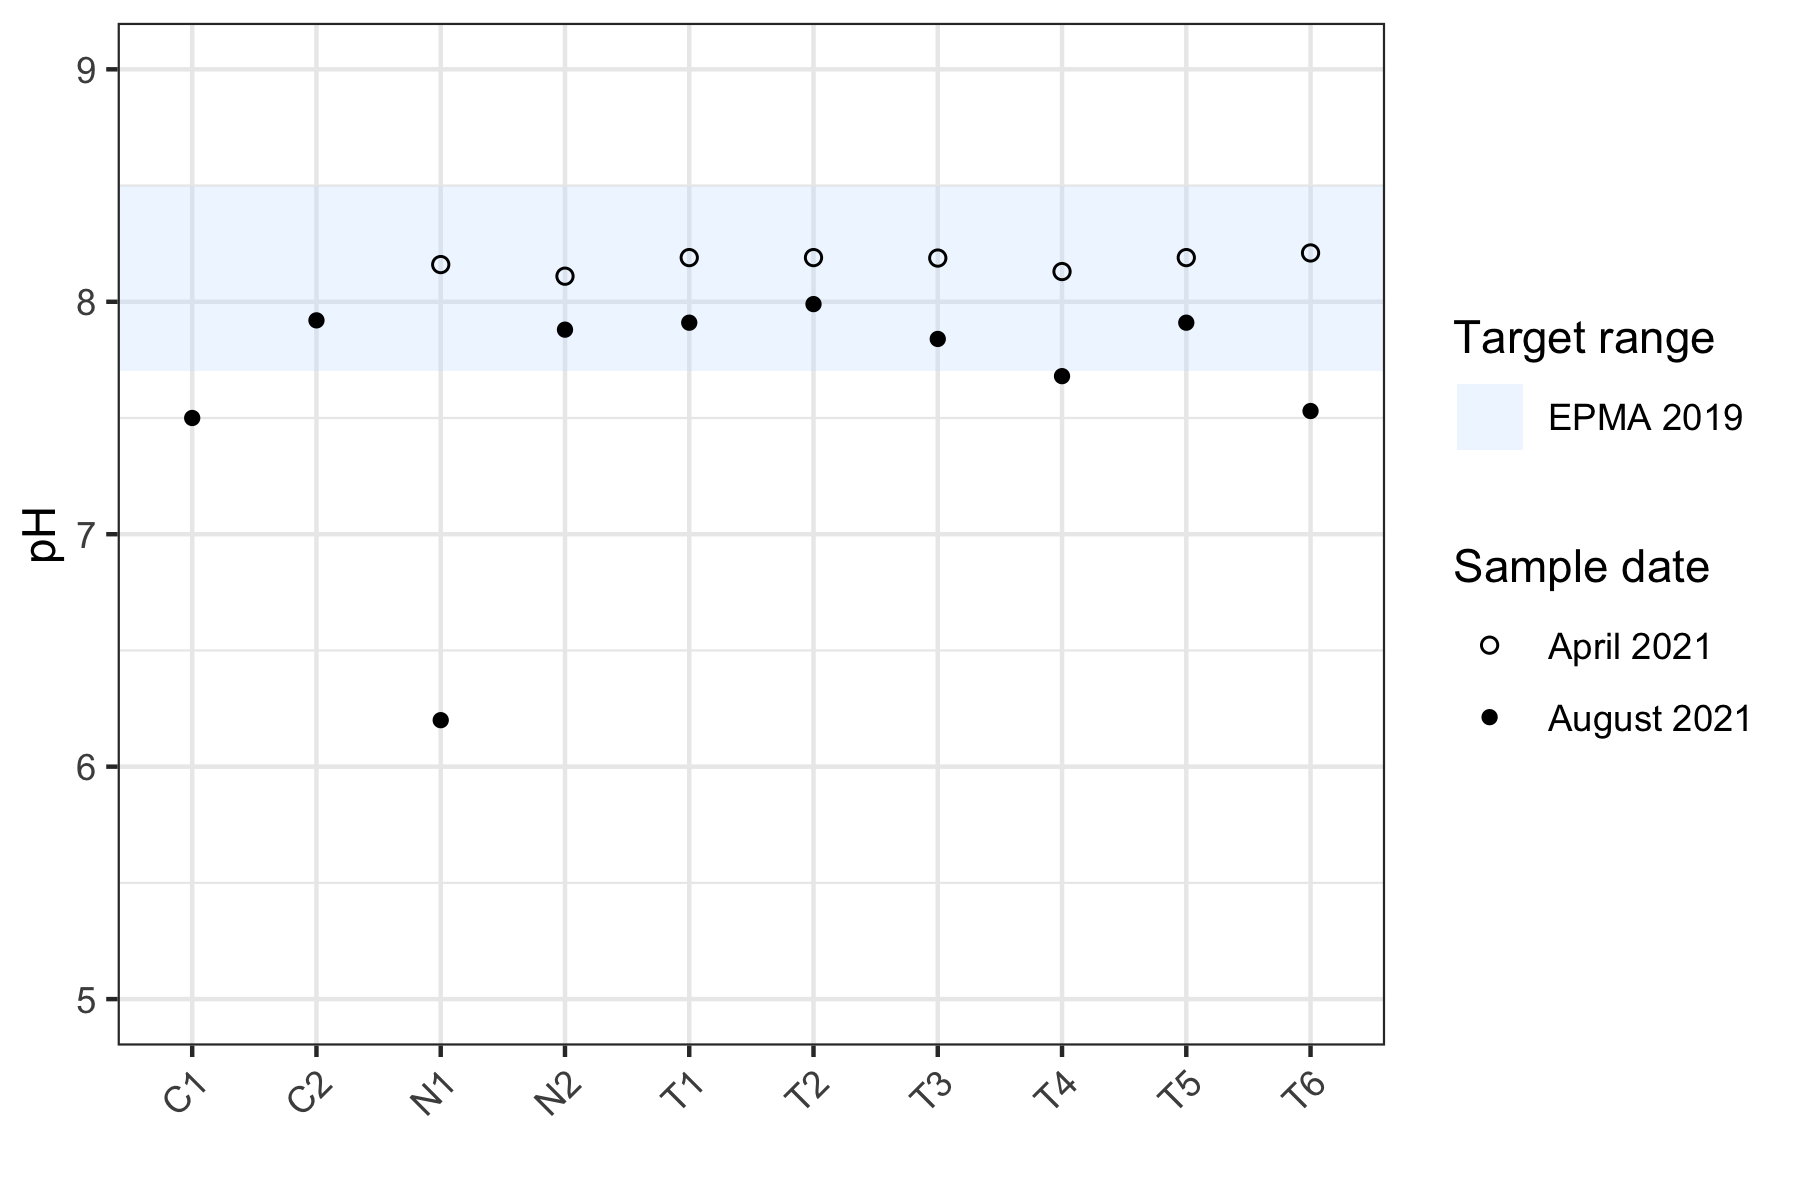 9
8
7
6
5
pH
C1
C2
N1
N2
T1
T2
T3
T4
T5
T6
Target range
EPMA 2019
Sample date
April 2021
August 2021